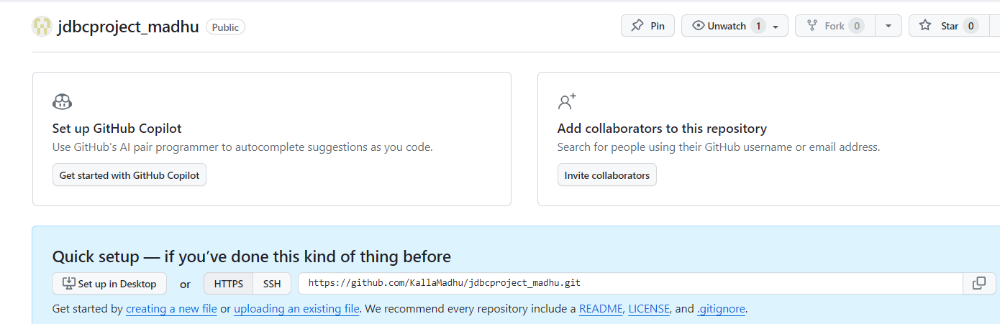 jdbcproject_madhu Public Pin Unwatch 1 Fork 0 Star 0
Set up GitHub Copilot
Use GitHub's AI pair programmer to autocomplete suggestions as you code.
Get started with GitHub Copilot
Add collaborators to this repository
Search for people using their GitHub username or email address.
Invite collaborators
Quick setup — if you’ve done this kind of thing before
Set up in Desktop or HTTPS SSH https://github.com/KallaMadhu/jdbcproject_madhu.git
Get started by creating a new file or uploading an existing file. We recommend every repository include a README, LICENSE, and .gitignore.